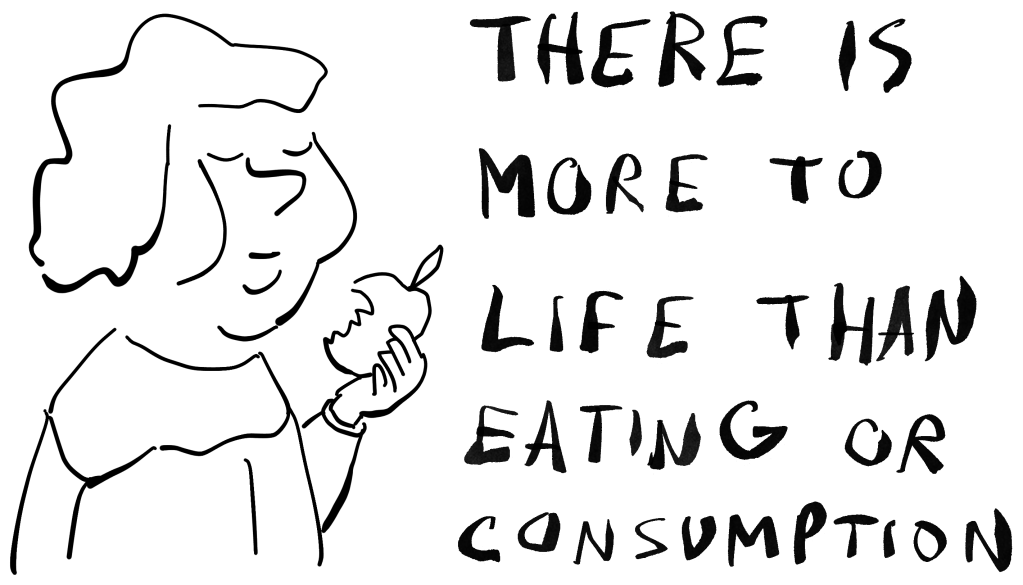 THERE IS
MORE TO
LIFE THAN
EATING OR
CONSUMPTION